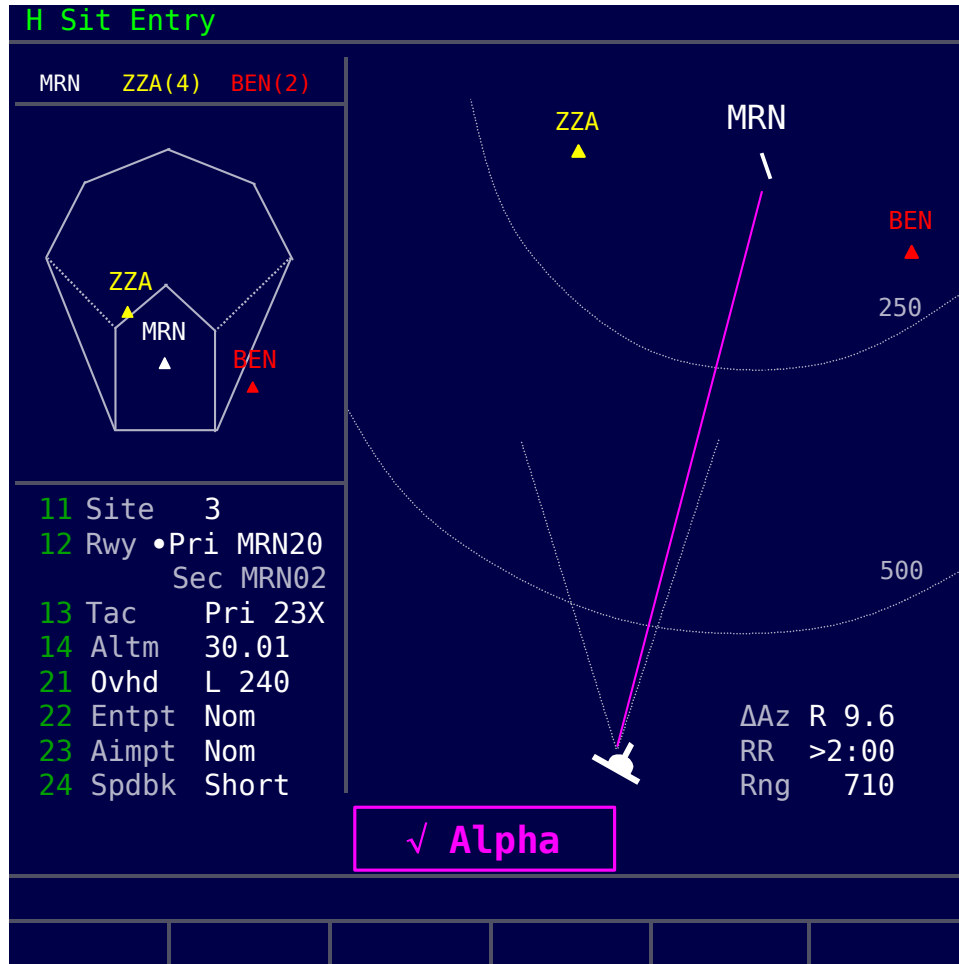 H Sit Entry
MRN ZZA(4) BEN(2)
ZZA
MRN
BEN
ZZA
MRN
BEN
250
500
11 Site 3
12 Rwy •Pri MRN20
Sec MRN02
13 Tac Pri 23X
14 Altm 30.01
21 Ovhd L 240
22 Entpt Nom
23 Aimpt Nom
24 Spdbk Short
ΔAz R 9.6
RR >2:00
Rng 710
√ Alpha